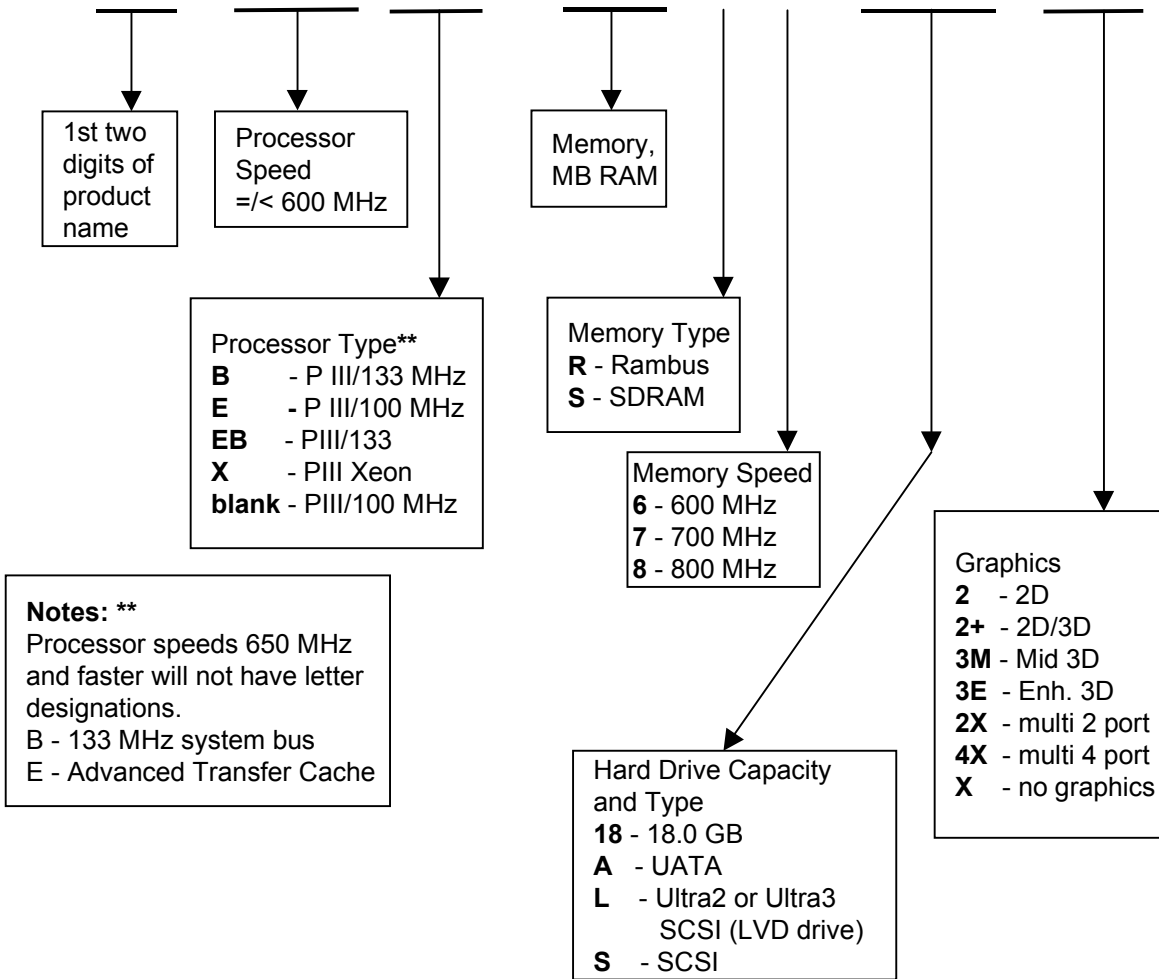 1st two
digits of
product
name
Processor
Speed
=/< 600 MHz
Memory,
MB RAM
Processor Type**
B - P III/133 MHz
E - P III/100 MHz
EB - PIII/133
X - PIII Xeon
blank - PIII/100 MHz
Memory Type
R - Rambus
S - SDRAM
Memory Speed
6 - 600 MHz
7 - 700 MHz
8 - 800 MHz
Graphics
2 - 2D
2+ - 2D/3D
3M - Mid 3D
3E - Enh. 3D
2X - multi 2 port
4X - multi 4 port
X - no graphics
Notes: **
Processor speeds 650 MHz
and faster will not have letter
designations.
B - 133 MHz system bus
E - Advanced Transfer Cache
Hard Drive Capacity
and Type
18 - 18.0 GB
A - UATA
L - Ultra2 or Ultra3
SCSI (LVD drive)
S - SCSI